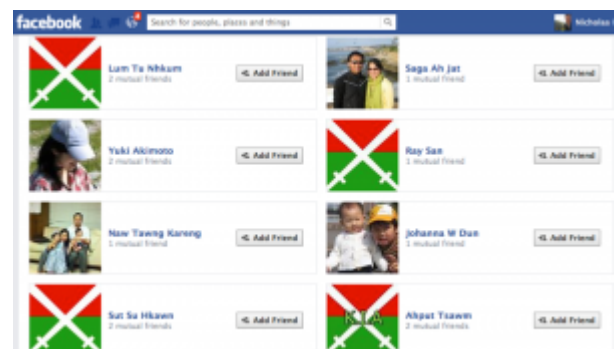 facebook
4
Search for people, places and things
Nicholas
Lum Tu Nhkum
2 mutual friends
Add Friend
Saga Ah Jat
1 mutual friend
Add Friend
Yuki Akimoto
2 mutual friends
Add Friend
Ray San
1 mutual friend
Add Friend
Naw Tawng Kareng
1 mutual friend
Add Friend
Johanna W Dun
1 mutual friend
Add Friend
Sut Su Hkawn
2 mutual friends
Add Friend
K.I.A
Ahput Tsawm
2 mutual friends
Add Friend